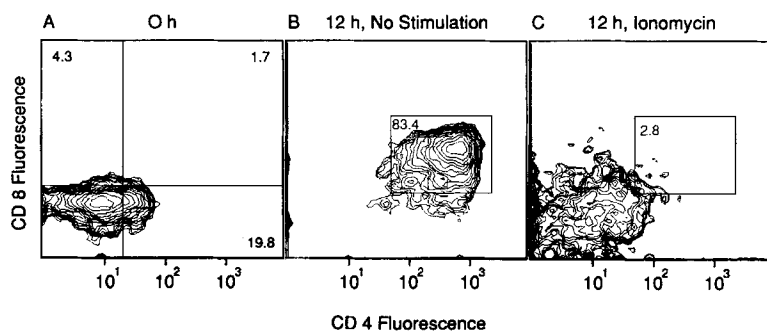 A O h
B 12 h, No Stimulation
C 12 h, Ionomycin
4.3 1.7
83.4
2.8
19.8
CD 8 Fluorescence
10¹ 10² 10³
10¹ 10² 10³
10¹ 10² 10³
CD 4 Fluorescence